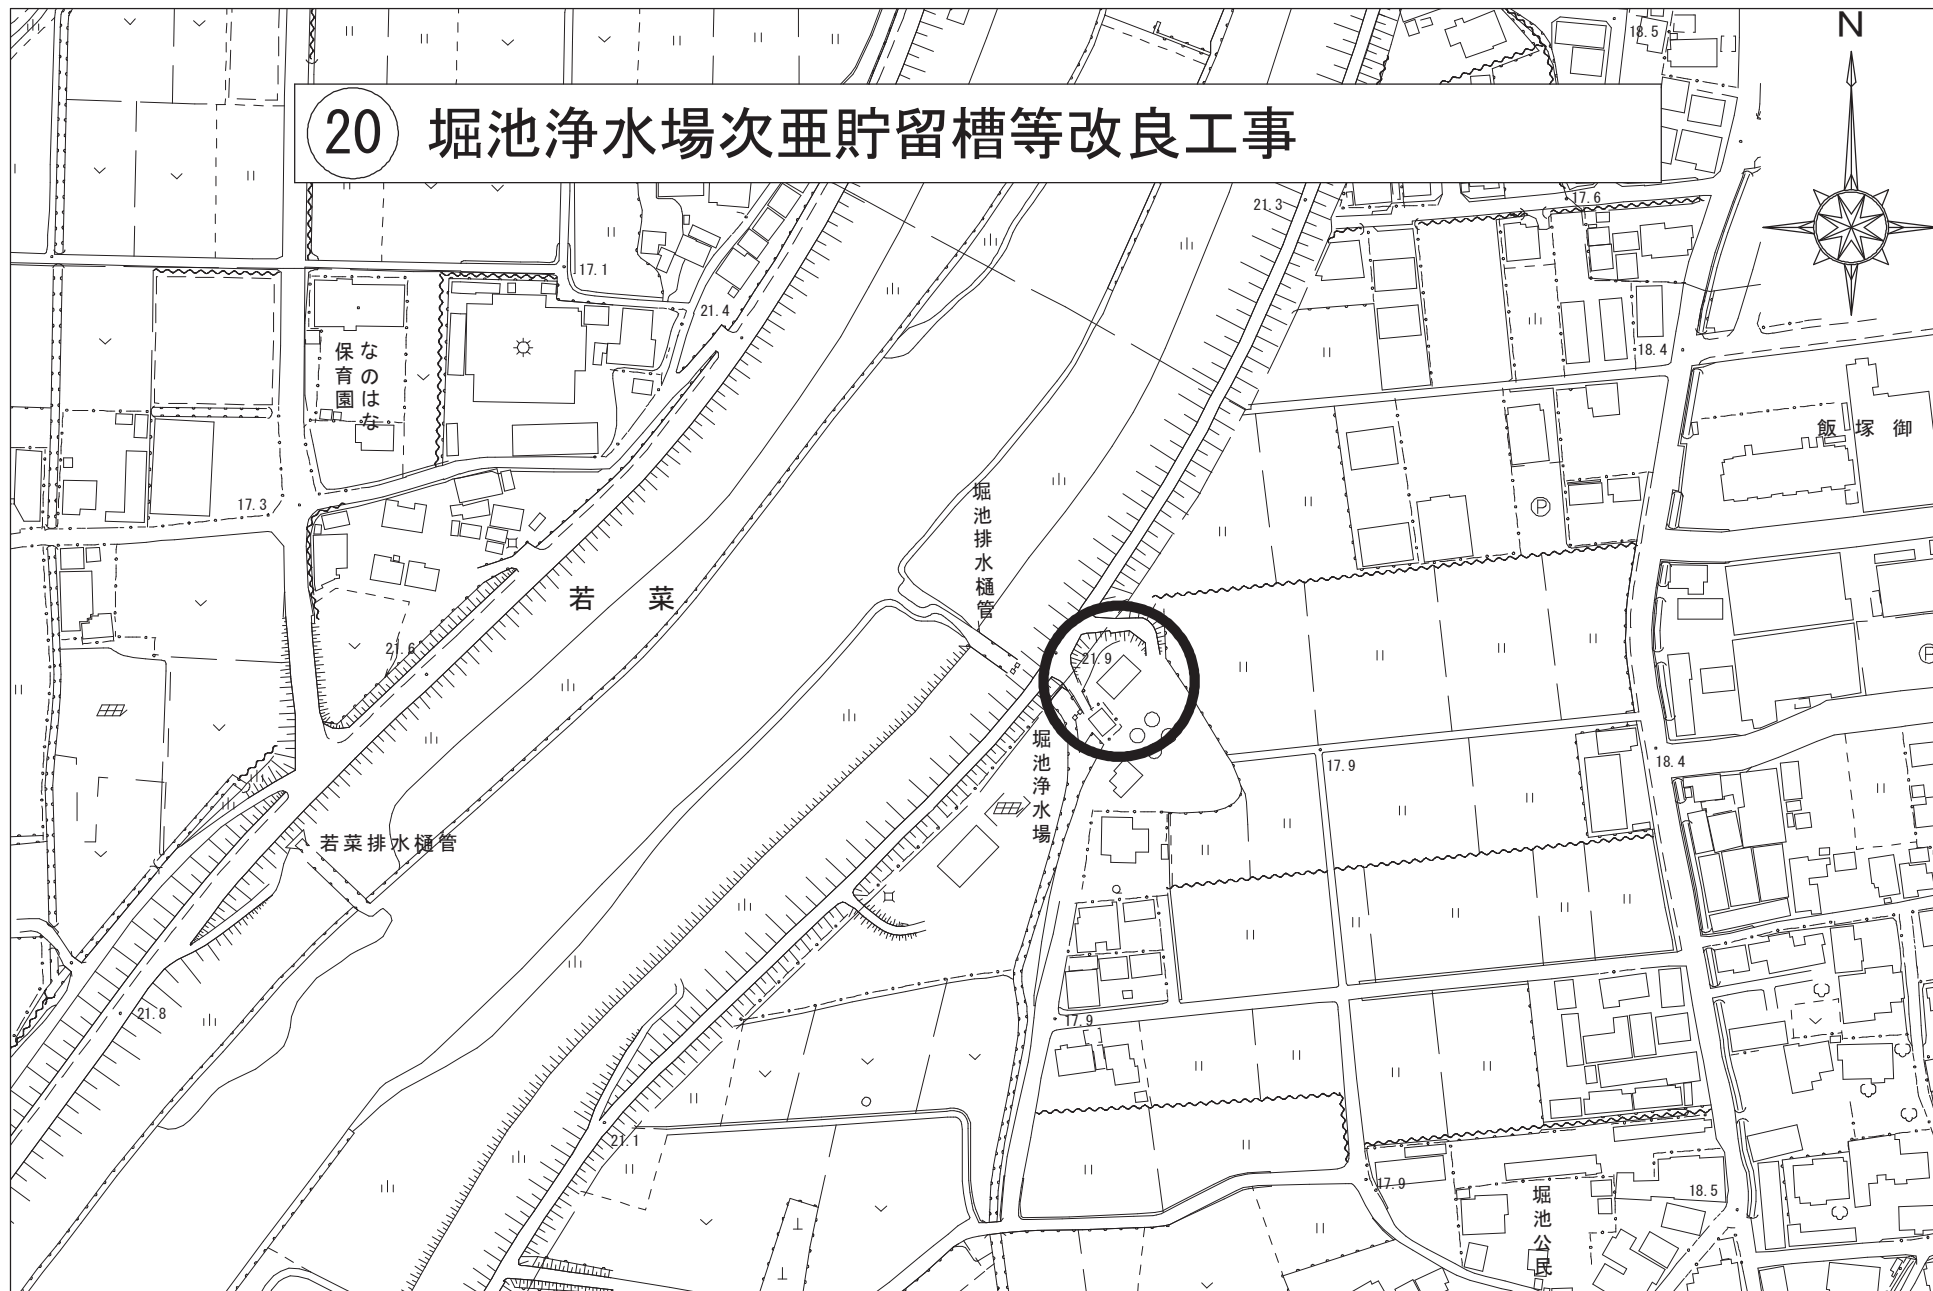 N
18.5
⑳ 堀池浄水場次亜貯留槽等改良工事
21.3
17.6
17.1
21.4
18.4
なのはな
保育園
飯塚御
17.3
堀池排水樋管
P
若菜
21.6
21.9
P
堀池浄水場
17.9
18.4
若菜排水樋管
21.8
17.9
21.1
17.9
18.5
堀池公民